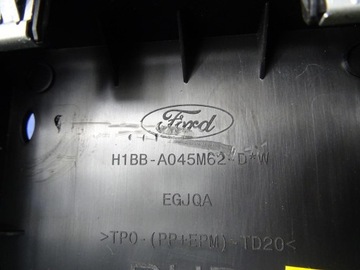 Ford
H1BB-A045M62-D*W
EGJQA
>TPO-(PP+EPM)-TD20<